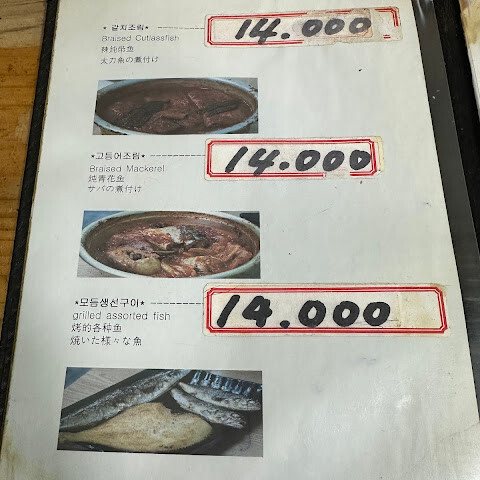 ★ 갈치조림 ---------- 14.000
Braised Cutlassfish
辣炖带鱼
太刀魚の煮付け
★고등어조림★ ---------- 14.000
Braised Mackerel
炖青花鱼
サバの煮付け
★모듬생선구이★ ---------- 14.000
grilled assorted fish
烤的各种鱼
焼いた様々な魚